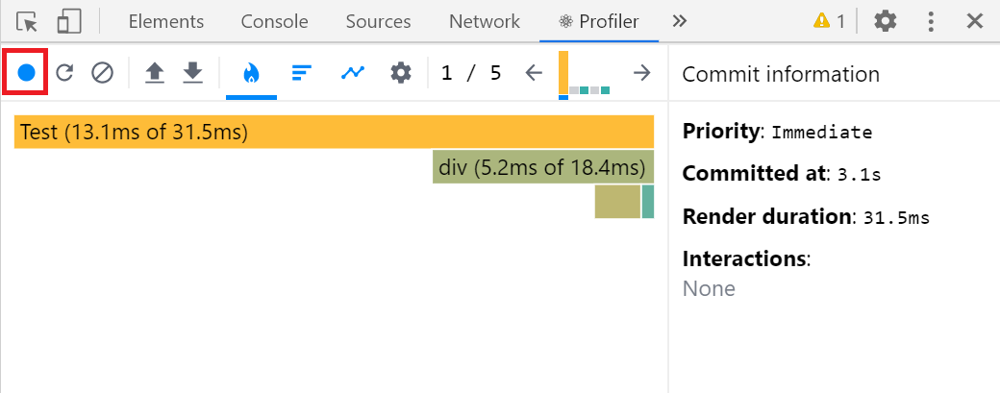 Elements Console Sources Network Profiler 1
1 / 5
Commit information
Test (13.1ms of 31.5ms)
div (5.2ms of 18.4ms)
Priority: Immediate
Committed at: 3.1s
Render duration: 31.5ms
Interactions:
None